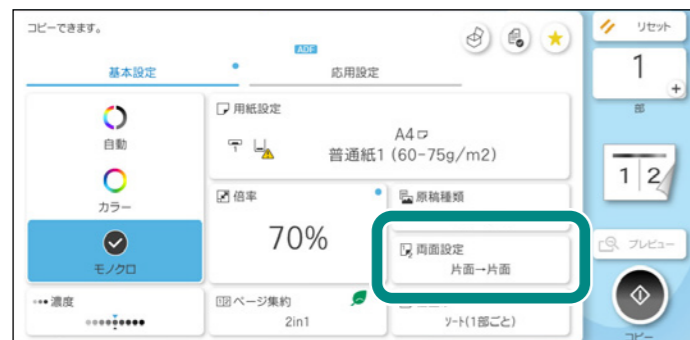 コピーできます。
ADF
基本設定
応用設定
リセット
1
部
自動
カラー
モノクロ
用紙設定
A4
普通紙1 (60-75g/m2)
倍率
70%
原稿種類
両面設定
片面→片面
1 2
プレビュー
濃度
ページ集約
2in1
ソート(1部ごと)
コピー